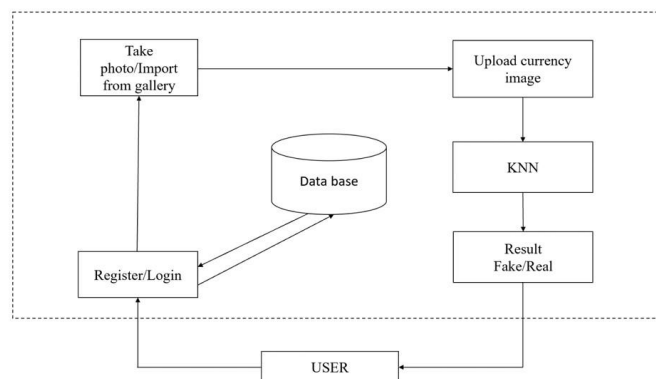 Take
photo/Import
from gallery
Upload currency
image
KNN
Data base
Result
Fake/Real
Register/Login
USER